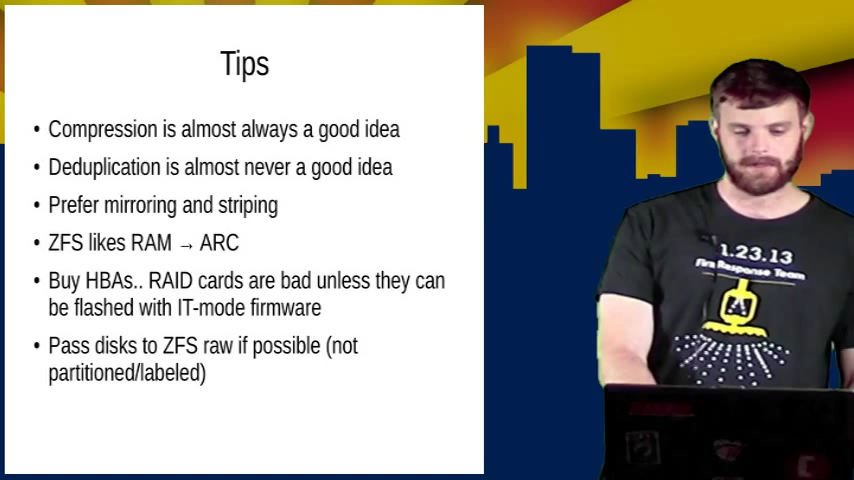 Tips
• Compression is almost always a good idea
• Deduplication is almost never a good idea
• Prefer mirroring and striping
• ZFS likes RAM → ARC
• Buy HBAs.. RAID cards are bad unless they can
be flashed with IT-mode firmware
• Pass disks to ZFS raw if possible (not
partitioned/labeled)
1.23.13
Fire Response Team